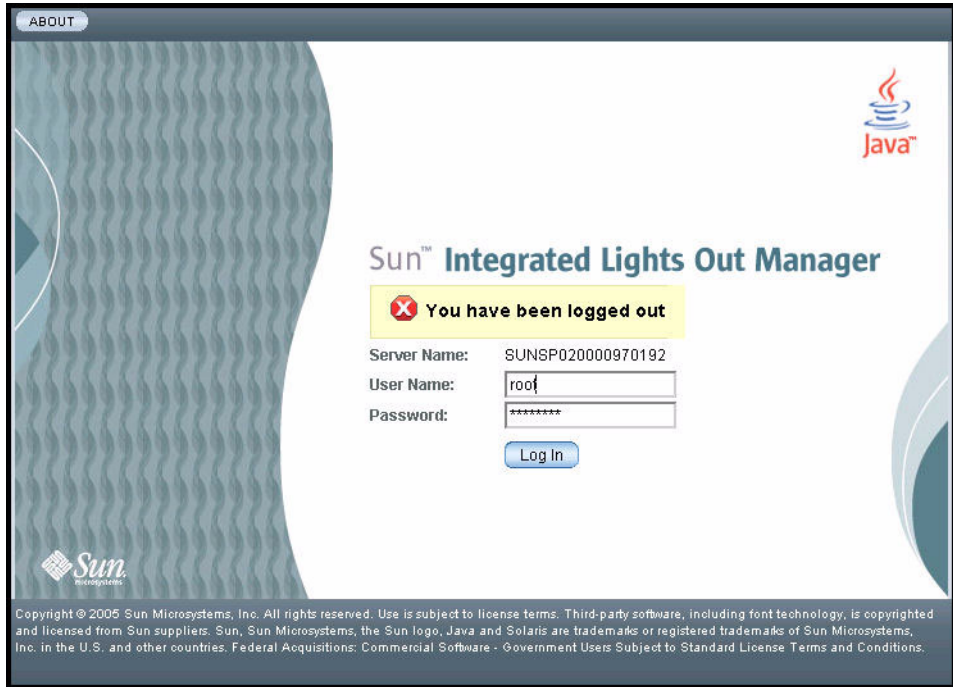 ABOUT
Java™
Sun™ Integrated Lights Out Manager
You have been logged out
Server Name: SUNSP020000970192
User Name: root
Password: ********
Log In
Sun
microsystems
Copyright © 2005 Sun Microsystems, Inc. All rights reserved. Use is subject to license terms. Third-party software, including font technology, is copyrighted
and licensed from Sun suppliers. Sun, Sun Microsystems, the Sun logo, Java and Solaris are trademarks or registered trademarks of Sun Microsystems,
Inc. in the U.S. and other countries. Federal Acquisitions: Commercial Software - Government Users Subject to Standard License Terms and Conditions.